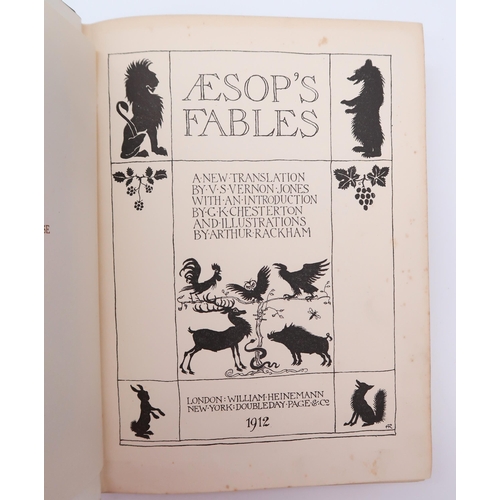 ÆSOP'S
FABLES
A·NEW·TRANSLATION
BY·V·S·VERNON·JONES
WITH·AN·INTRODUCTION
BY·G·K·CHESTERTON
AND·ILLUSTRATIONS
BY·ARTHUR·RACKHAM
LONDON:WILLIAM·HEINEMANN
NEW·YORK:DOUBLEDAY·PAGE·&·Co
1912